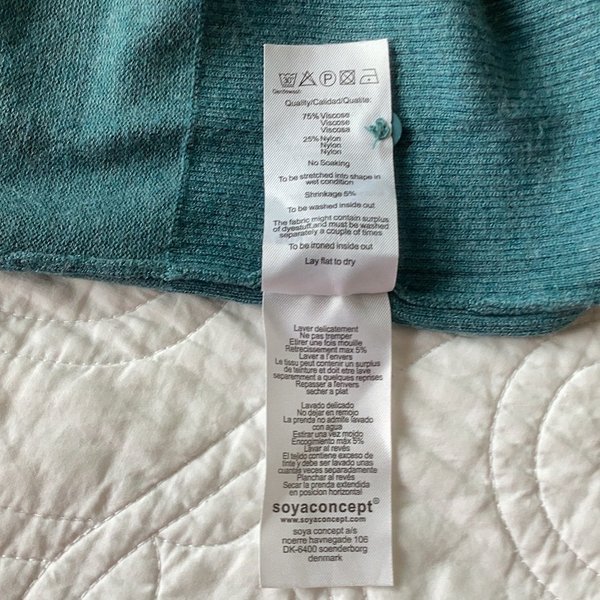 30
P
Gentlewash
Quality/Calidad/Qualite:
75% Viscose
Viscose
Viscosa
25% Nylon
Nylon
Nylon
No Soaking
To be stretched into shape in
wet condition
Shrinkage 5%
To be washed inside out
The fabric might contain surplus
of dyestuff,and must be washed
separately a couple of times
To be ironed inside out
Lay flat to dry
Laver delicatement
Ne pas tremper
Etirer une fois mouille
Retrecissement max 5%
Laver a l'envers
Le tissu peut contenir un surplus
de teinture et doit etre lave
separemment a quelques reprises
Repasser a l'envers
secher a plat
Lavado delicado
No dejar en remojo
La prenda no admite lavado
con agua
Estirar una vez mojdo
Encogimiento max 5%
Lavar al revés
El tejido contiene exceso de
tinte y debe ser lavado unas
cuantas veces separadamente
Planchar al revés
Secar la prenda extendida
en posicion horizontal
soyaconcept®
www.soyaconcept.com
soya concept a/s
noerre havnegade 106
DK-6400 soenderborg
denmark